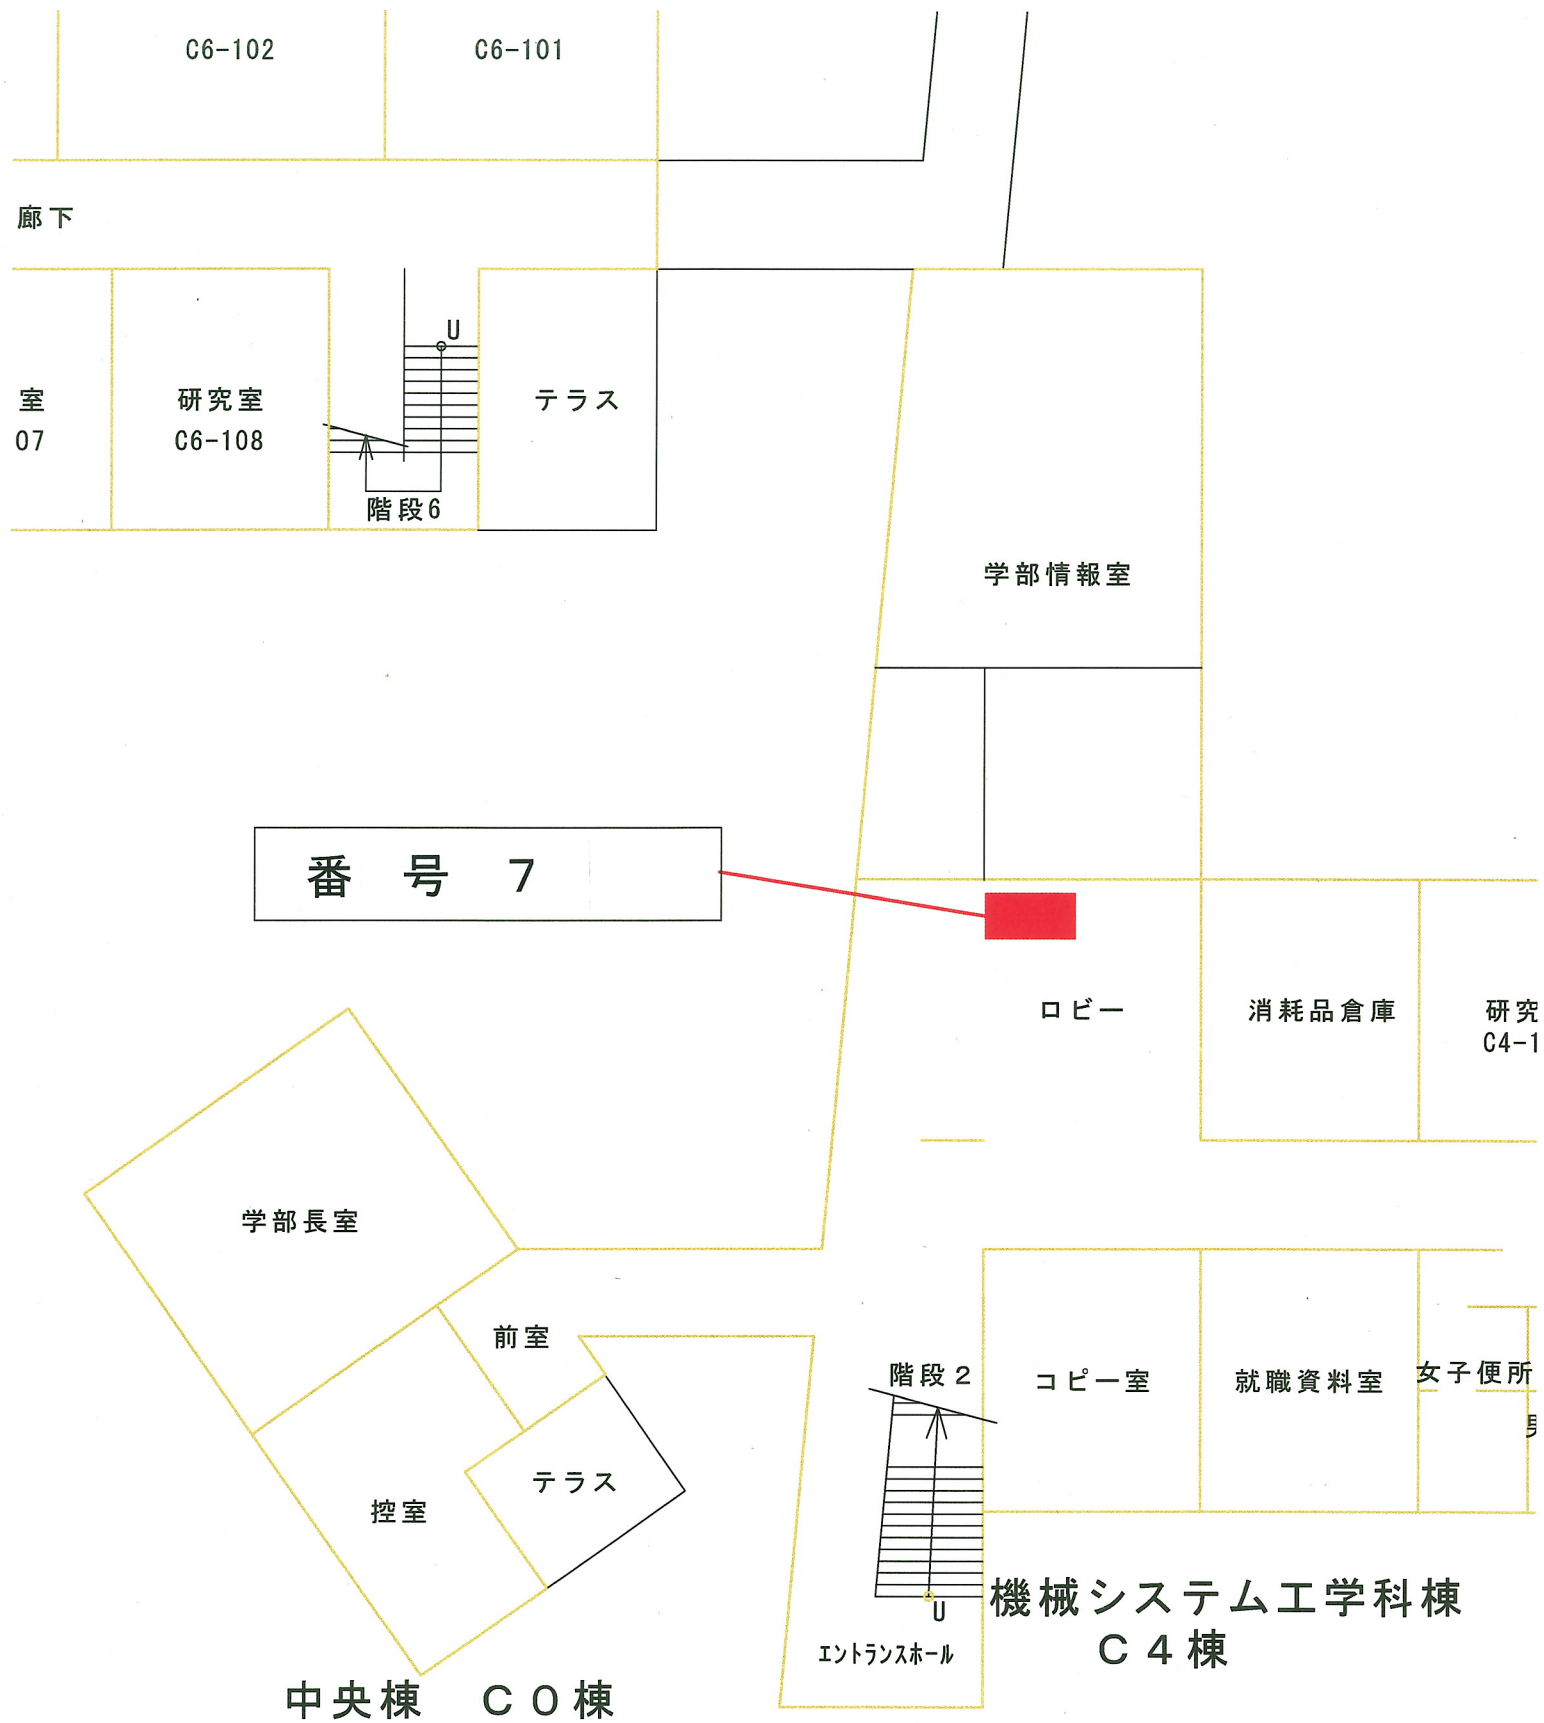 C6-102
C6-101
廊下
U
室
07
研究室
C6-108
テラス
階段6
学部情報室
番号 7
ロビー
消耗品倉庫
研究
C4-1
学部長室
前室
階段2
コピー室
就職資料室
女子便所
テラス
控室
U
エントランスホール
機械システム工学科棟
C4棟
中央棟 C0棟